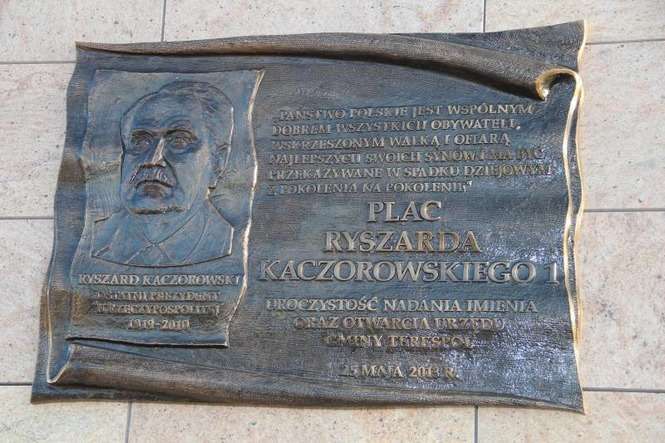 „PAŃSTWO POLSKIE JEST WSPÓLNYM
DOBREM WSZYSTKICH OBYWATELI,
WSKRZESZONYM WALKĄ I OFIARĄ
NAJLEPSZYCH SWOICH SYNÓW I MA BYĆ
PRZEKAZYWANE W SPADKU DZIEJOWYM
Z POKOLENIA NA POKOLENIE"
PLAC
RYSZARDA
KACZOROWSKIEGO 1
UROCZYSTOŚĆ NADANIA IMIENIA
ORAZ OTWARCIA URZĘDU
GMINY TERESPOL
25 MAJA 2013 R.
RYSZARD KACZOROWSKI
OSTATNI PREZYDENT
II RZECZYPOSPOLITEJ
1919-2010